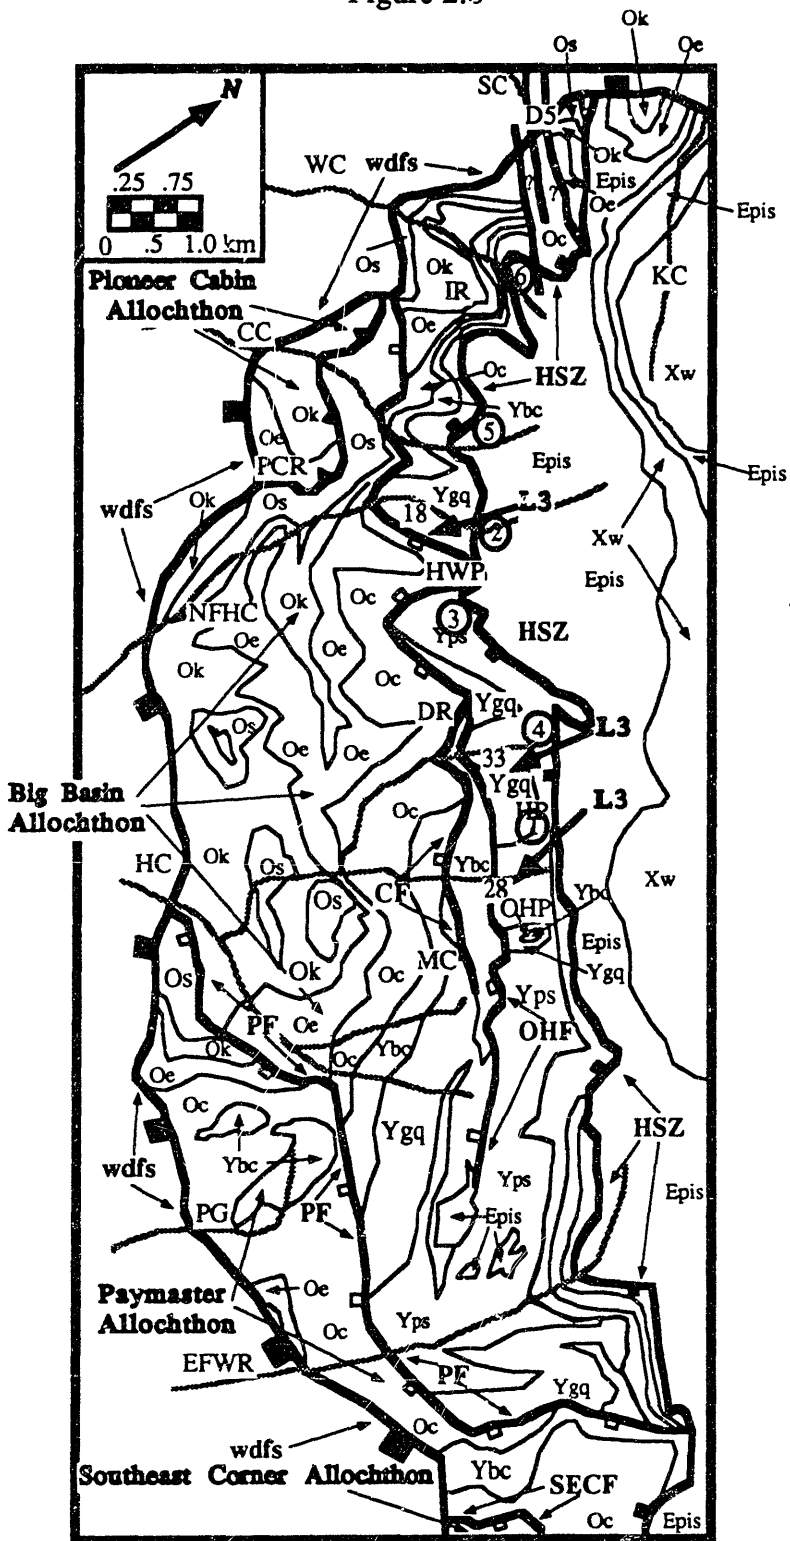 Ok
Os
Oe
SC
N
D5
WC
wdfs
Ok
.25 .75
?
?
Epis
Oe
Epis
0 .5 1.0 km
Oc
Os
Ok
6
KC
Pioneer Cabin
Allochthon
IR
CC
Oe
Oc
HSZ
Xw
Ybc
Ok
Oe
Os
5
PCR
Epis
Epis
wdfs
Ok
Os
Ygq
L3
18
2
Xw
HWP
Epis
Oc
NFHC
Ok
3
Yps
HSZ
Oe
Oe
Ok
Oc
DR
Ygq
Os
4
L3
Oe
Oe
33
Ygq
Big Basin
Allochthon
L3
Oc
HP
1
HC
Ok
Os
Ybc
Xw
CF
28
Ybc
Os
OHP
Epis
MC
Ok
Oc
Ygq
Os
Yps
PF
Oe
OHF
Ybc
Ok
Oc
Oe
Oc
Ygq
HSZ
wdfs
Ybc
Yps
Epis
PG
PF
Epis
Paymaster
Allochthon
Oe
Oc
Yps
EFWR
PF
Ygq
Oc
wdfs
Ybc
Southeast Corner Allochthon
SECF
Oc
Epis